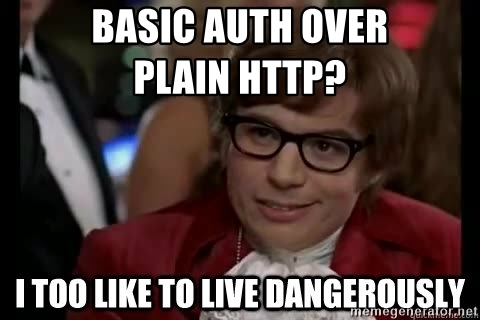 BASIC AUTH OVER
PLAIN HTTP?
I TOO LIKE TO LIVE DANGEROUSLY
memegenerator.net